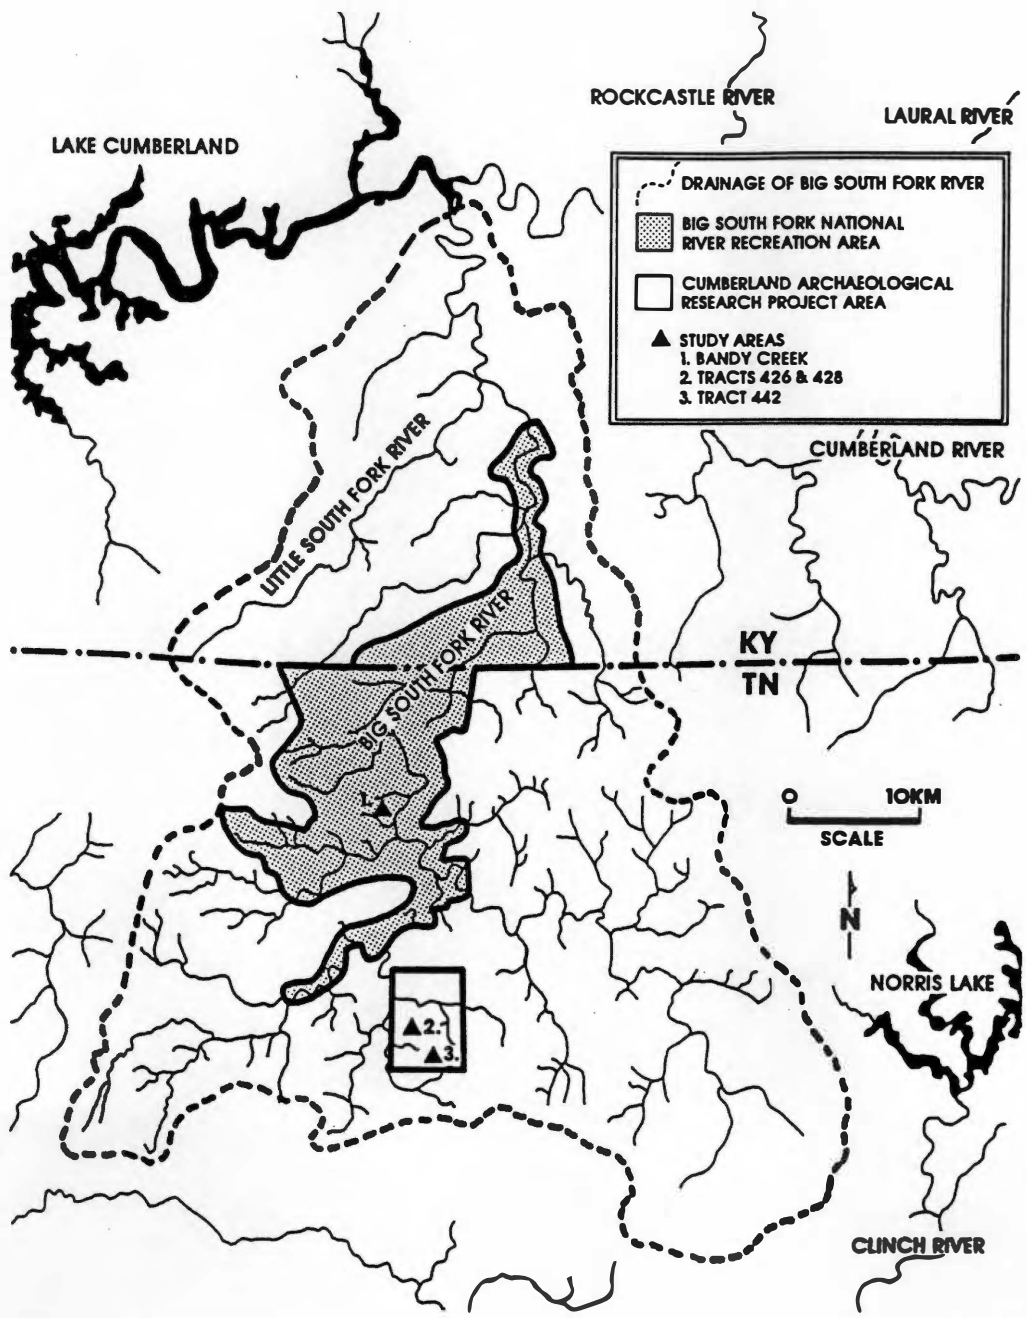 ROCKCASTLE RIVER
LAURAL RIVER
LAKE CUMBERLAND
DRAINAGE OF BIG SOUTH FORK RIVER
BIG SOUTH FORK NATIONAL
RIVER RECREATION AREA
CUMBERLAND ARCHAEOLOGICAL
RESEARCH PROJECT AREA
STUDY AREAS
1. BANDY CREEK
2. TRACTS 426 & 428
3. TRACT 442
CUMBERLAND RIVER
LITTLE SOUTH FORK RIVER
BIG SOUTH FORK RIVER
KY
TN
1.
0 10KM
SCALE
N
NORRIS LAKE
2.
3.
CLINCH RIVER